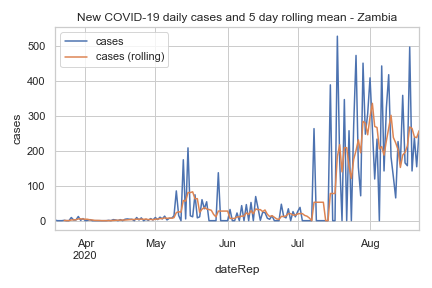 New COVID-19 daily cases and 5 day rolling mean - Zambia
cases
cases (rolling)
500
400
300
200
100
0
cases
Apr
2020
May
Jun
Jul
Aug
dateRep